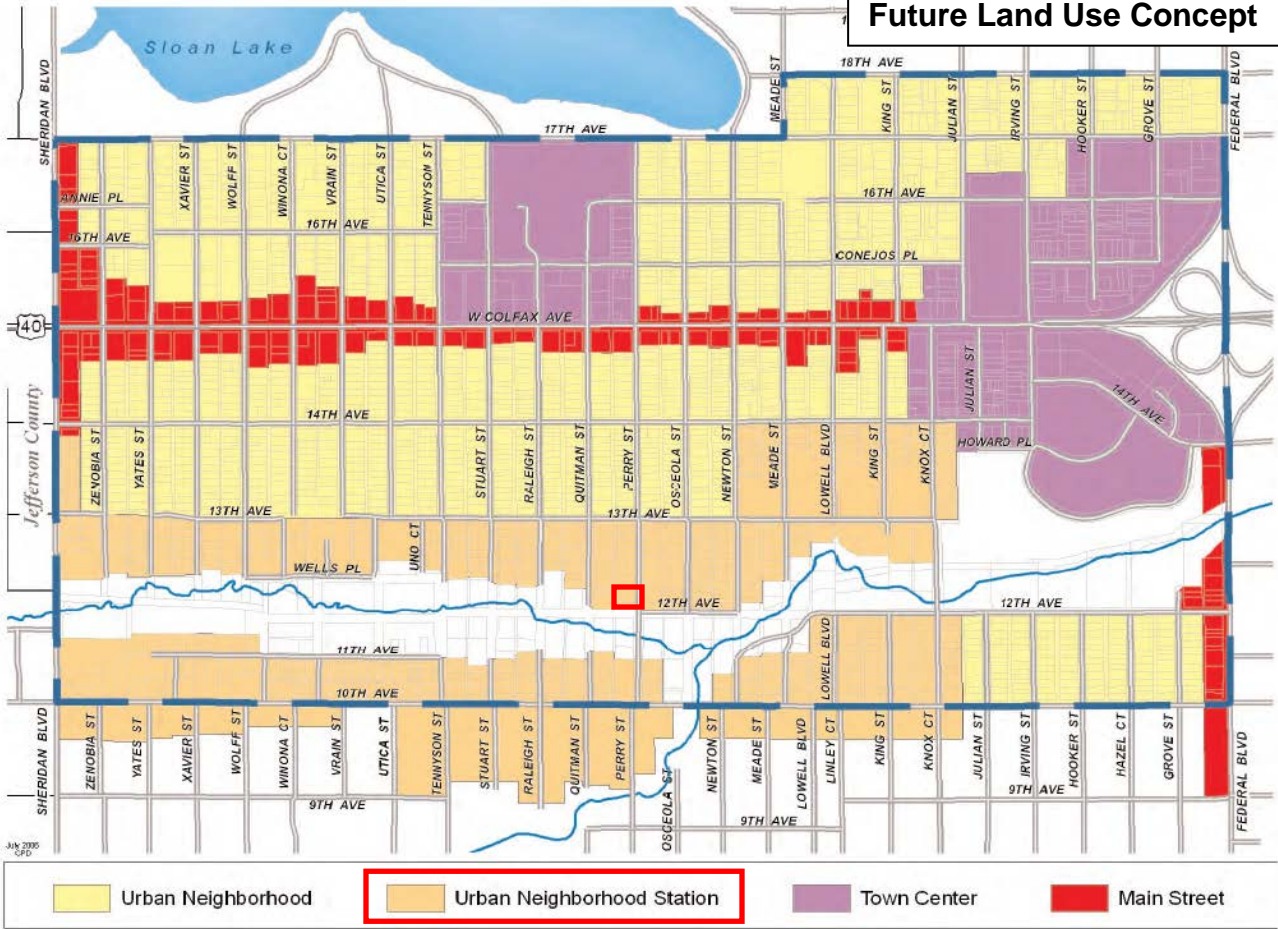 Future Land Use Concept
Sloan Lake
SHERIDAN BLVD
MEADE ST
18TH AVE
KING ST
JULIAN ST
IRVING ST
HOOKER ST
GROVE ST
FEDERAL BLVD
17TH AVE
XAVIER ST
WOLFF ST
WINONA CT
VRAIN ST
UTICA ST
TENNYSON ST
ANNIE PL
16TH AVE
16TH AVE
16TH AVE
CONEJOS PL
40
W COLFAX AVE
Jefferson County
JULIAN ST
14TH AVE
14TH AVE
HOWARD PL
ZENOBIA ST
YATES ST
STUART ST
RALEIGH ST
QUITMAN ST
PERRY ST
OSCEOLA ST
NEWTON ST
MEADE ST
LOWELL BLVD
KING ST
KNOX CT
13TH AVE
13TH AVE
UNO CT
WELLS PL
12TH AVE
12TH AVE
11TH AVE
LOWELL BLVD
10TH AVE
SHERIDAN BLVD
ZENOBIA ST
YATES ST
XAVIER ST
WOLFF ST
WINONA CT
VRAIN ST
UTICA ST
TENNYSON ST
STUART ST
RALEIGH ST
QUITMAN ST
PERRY ST
OSCEOLA ST
NEWTON ST
MEADE ST
LOWELL BLVD
LINLEY CT
KING ST
KNOX CT
JULIAN ST
IRVING ST
HOOKER ST
HAZEL CT
GROVE ST
FEDERAL BLVD
9TH AVE
9TH AVE
9TH AVE
CPD
Urban Neighborhood
Urban Neighborhood Station
Town Center
Main Street